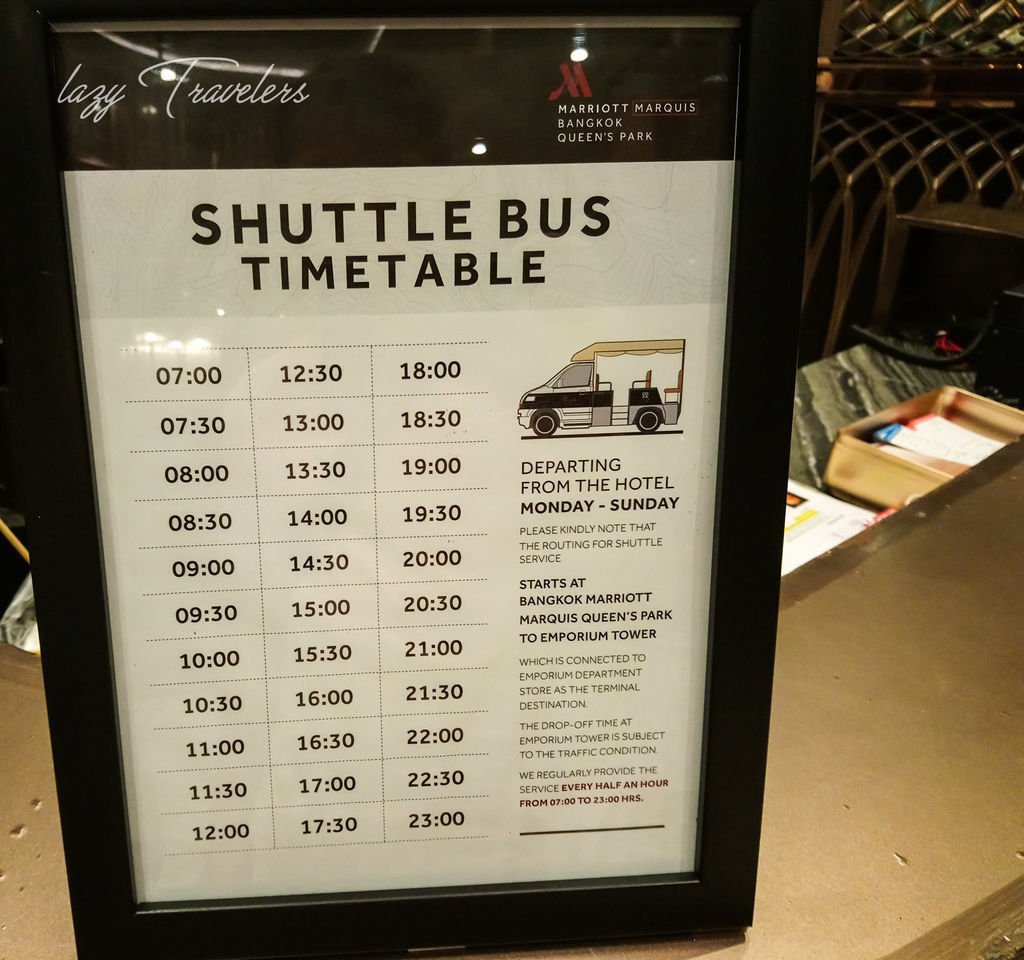 lazy Travelers
MARRIOTT MARQUIS
BANGKOK
QUEEN'S PARK
SHUTTLE BUS
TIMETABLE
07:00 12:30 18:00
07:30 13:00 18:30
08:00 13:30 19:00
08:30 14:00 19:30
09:00 14:30 20:00
09:30 15:00 20:30
10:00 15:30 21:00
10:30 16:00 21:30
11:00 16:30 22:00
11:30 17:00 22:30
12:00 17:30 23:00
DEPARTING
FROM THE HOTEL
MONDAY - SUNDAY
PLEASE KINDLY NOTE THAT
THE ROUTING FOR SHUTTLE
SERVICE
STARTS AT
BANGKOK MARRIOTT
MARQUIS QUEEN'S PARK
TO EMPORIUM TOWER
WHICH IS CONNECTED TO
EMPORIUM DEPARTMENT
STORE AS THE TERMINAL
DESTINATION.
THE DROP-OFF TIME AT
EMPORIUM TOWER IS SUBJECT
TO THE TRAFFIC CONDITION.
WE REGULARLY PROVIDE THE
SERVICE EVERY HALF AN HOUR
FROM 07:00 TO 23:00 HRS.